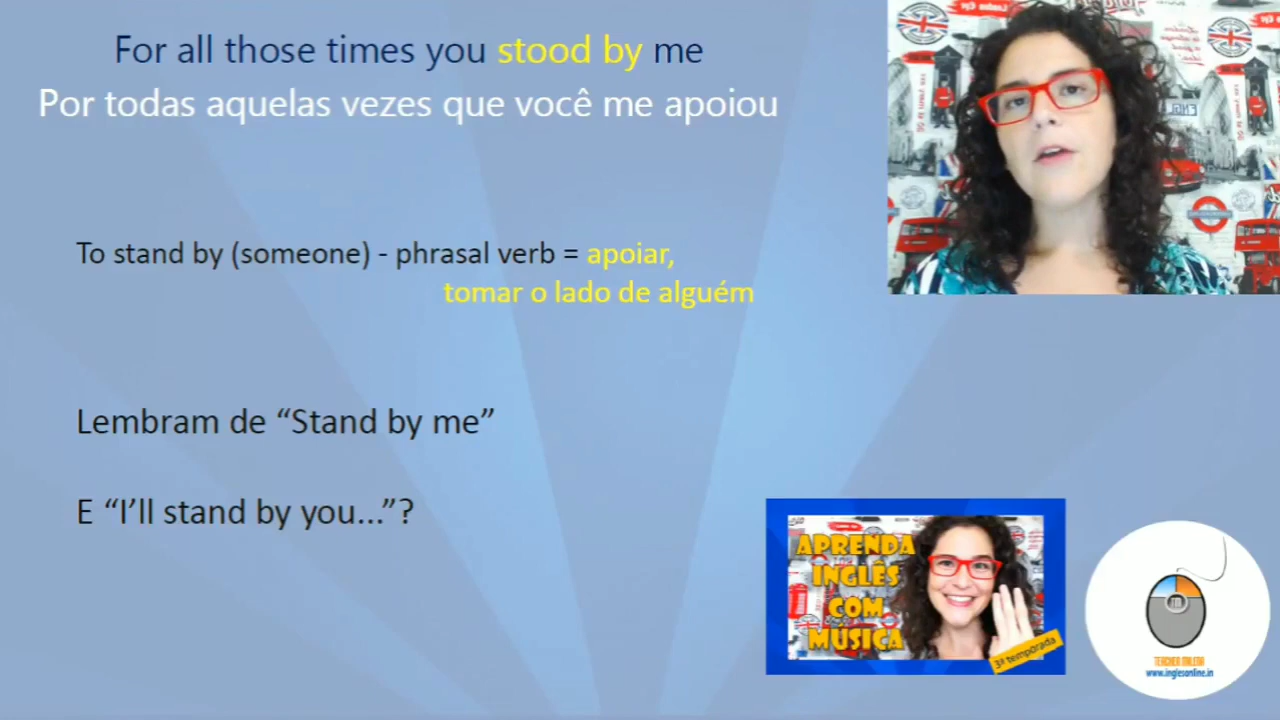 For all those times you stood by me
Por todas aquelas vezes que você me apoiou
To stand by (someone) - phrasal verb = apoiar,
tomar o lado de alguém
Lembram de “Stand by me”
E “I’ll stand by you...”?
APRENDA
INGLÊS
COM
MÚSICA
3ª temporada
TEACHER MILENA
www.inglesonline.in